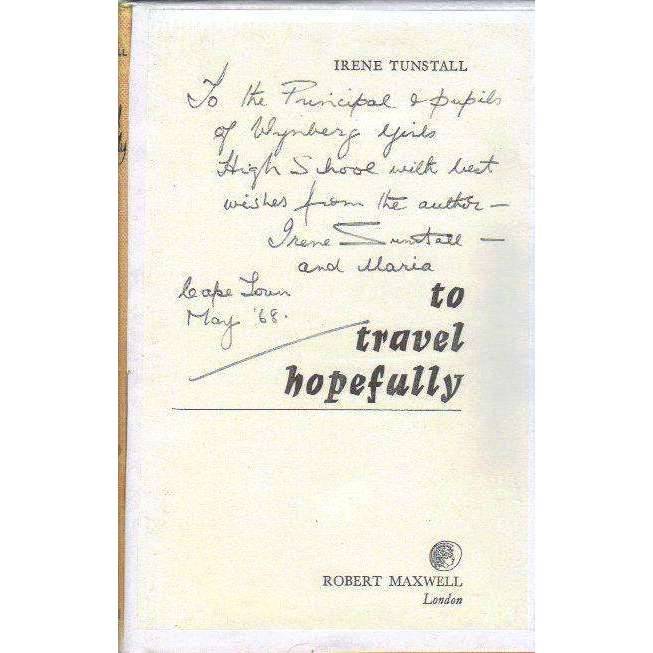 IRENE TUNSTALL
To the Principal & pupils
of Wynberg Girls
High School with best
wishes from the author —
Irene Tunstall —
and Maria
Cape Town
May '68.
to
travel
hopefully
ROBERT MAXWELL
London